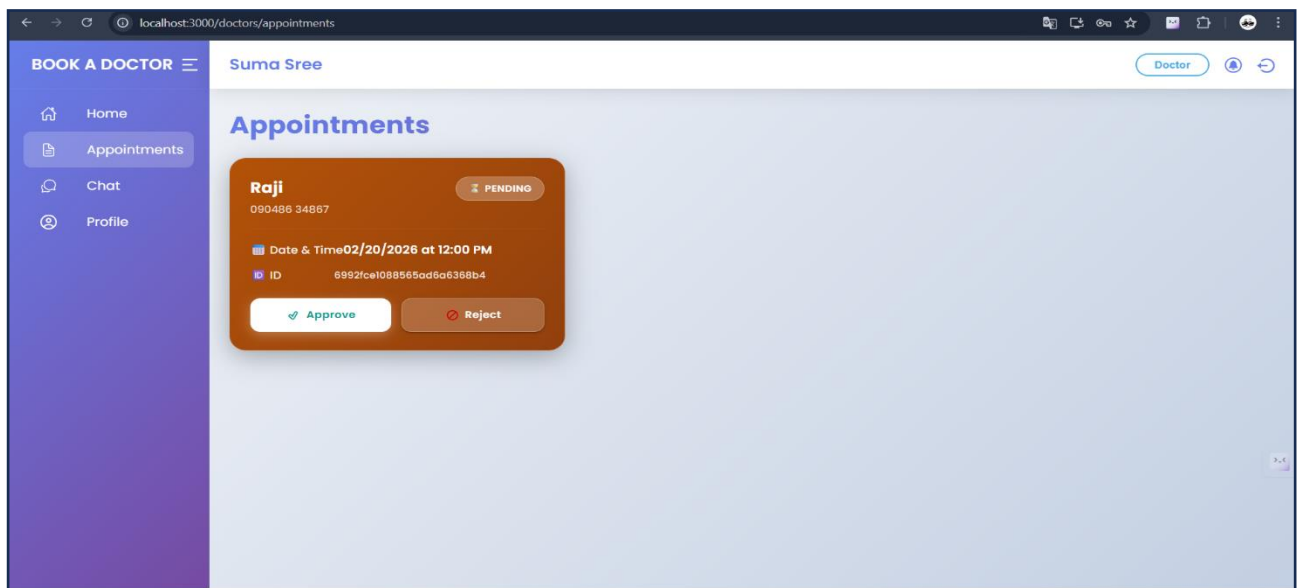 localhost:3000/doctors/appointments
BOOK A DOCTOR
Suma Sree
Doctor
Home
Appointments
Chat
Profile
Appointments
Raji
PENDING
090486 34867
Date & Time02/20/2026 at 12:00 PM
ID ID 6992fce1088565ad6a6368b4
Approve
Reject